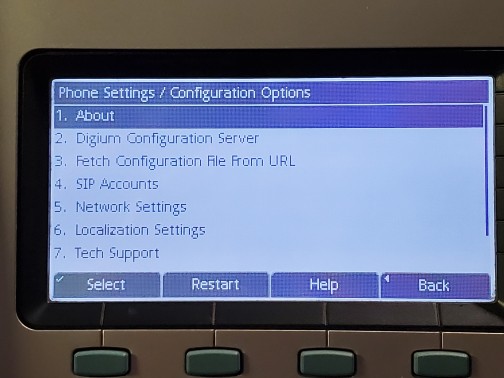 Phone Settings / Configuration Options
1. About
2. Digium Configuration Server
3. Fetch Configuration File From URL
4. SIP Accounts
5. Network Settings
6. Localization Settings
7. Tech Support
Select Restart Help Back